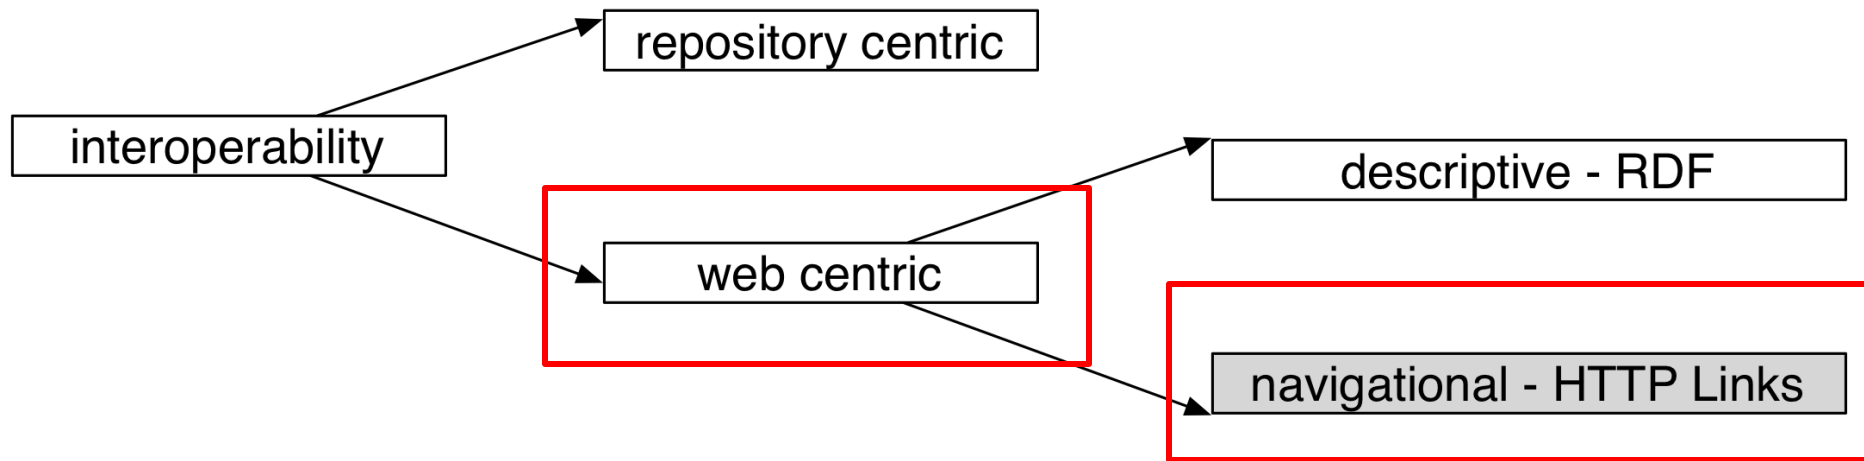 repository centric
interoperability
descriptive - RDF
web centric
navigational - HTTP Links